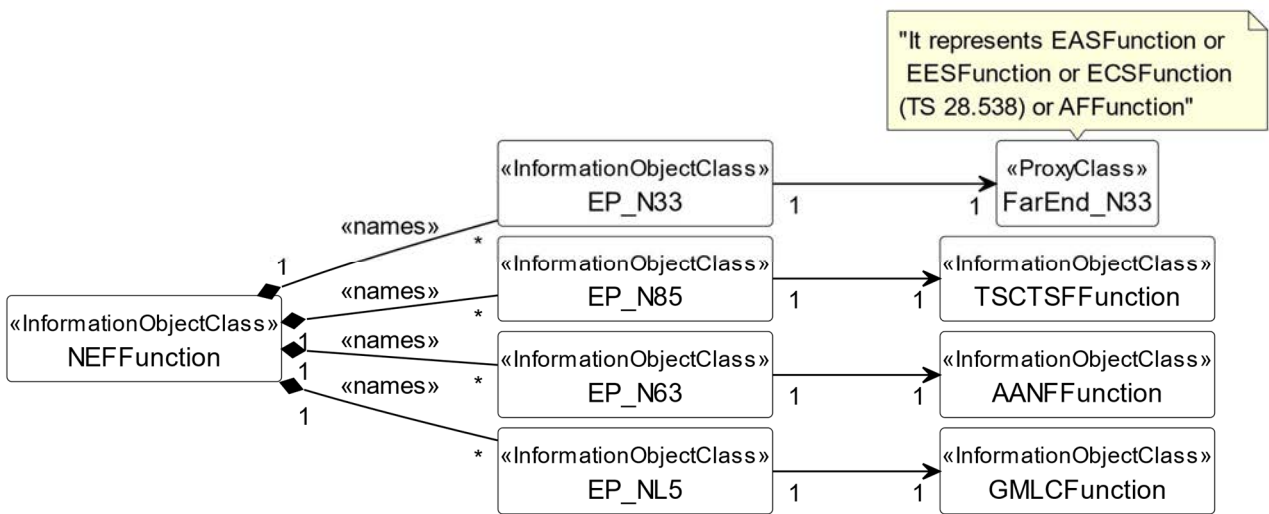 "It represents EASFunction or
EESFunction or ECSFunction
(TS 28.538) or AFFunction"
«InformationObjectClass»
EP_N33
1
1
«ProxyClass»
FarEnd_N33
«names»
*
1
«InformationObjectClass»
EP_N85
1
1
«InformationObjectClass»
TSCTSFFunction
«names»
*
1
«InformationObjectClass»
NEFFunction
«names»
*
1
«InformationObjectClass»
EP_N63
1
1
«InformationObjectClass»
AANFFunction
«names»
*
1
«InformationObjectClass»
EP_NL5
1
1
«InformationObjectClass»
GMLCFunction